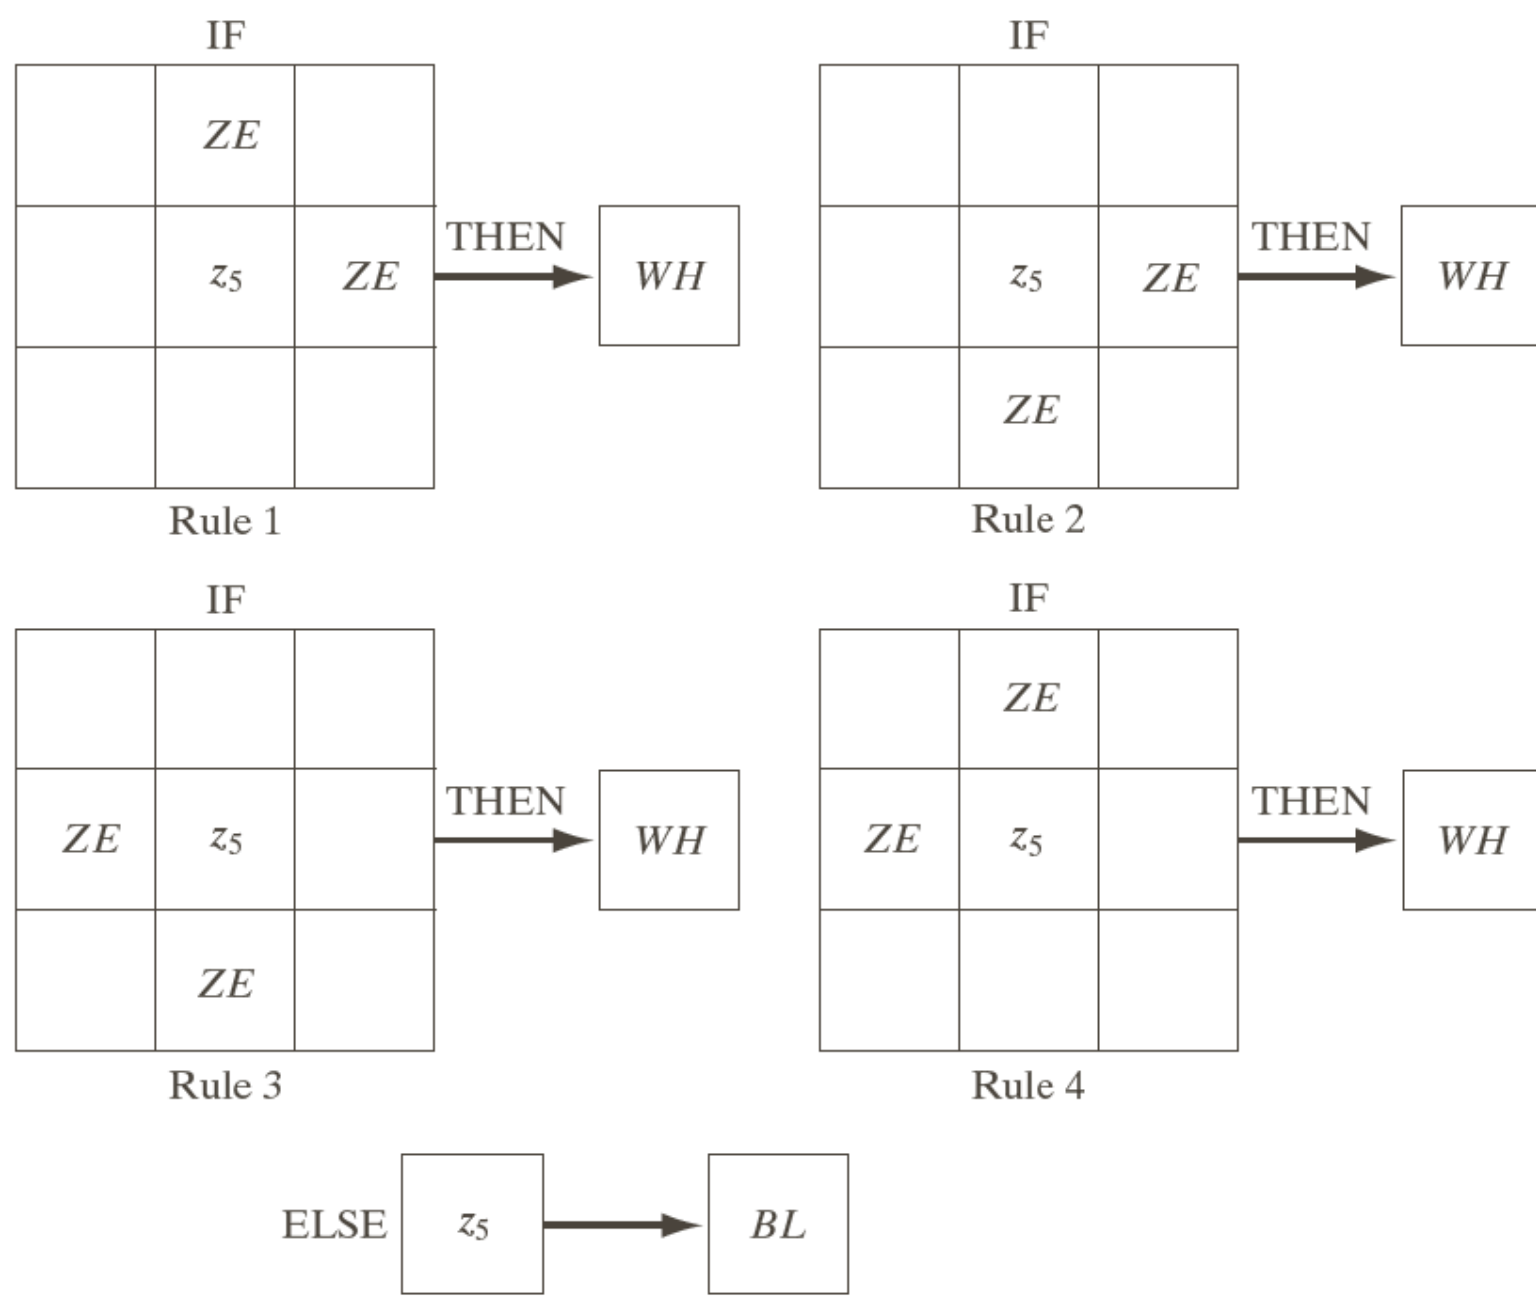 IF
ZE
z5 ZE
THEN
WH
Rule 1
IF
z5 ZE
ZE
THEN
WH
Rule 2
IF
ZE z5
ZE
THEN
WH
Rule 3
IF
ZE
ZE z5
THEN
WH
Rule 4
ELSE z5 BL